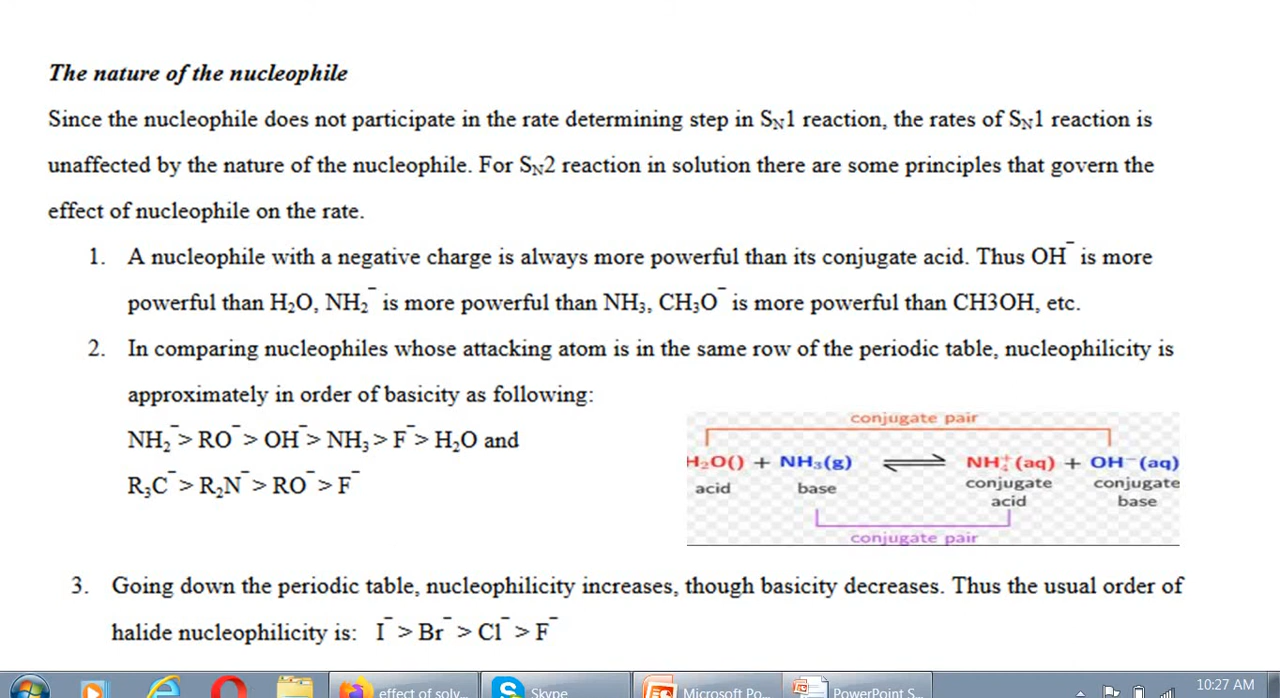 The nature of the nucleophile
Since the nucleophile does not participate in the rate determining step in SN1 reaction, the rates of SN1 reaction is
unaffected by the nature of the nucleophile. For SN2 reaction in solution there are some principles that govern the
effect of nucleophile on the rate.
1. A nucleophile with a negative charge is always more powerful than its conjugate acid. Thus OH⁻ is more
powerful than H₂O, NH₂⁻ is more powerful than NH₃, CH₃O⁻ is more powerful than CH3OH, etc.
2. In comparing nucleophiles whose attacking atom is in the same row of the periodic table, nucleophilicity is
approximately in order of basicity as following:
NH₂⁻ > RO⁻ > OH⁻ > NH₃ > F⁻ > H₂O and
R₃C⁻ > R₂N⁻ > RO⁻ > F⁻
conjugate pair
H₂O() + NH₃(g) ⇌ NH₄⁺(aq) + OH⁻(aq)
acid base conjugate acid conjugate base
conjugate pair
3. Going down the periodic table, nucleophilicity increases, though basicity decreases. Thus the usual order of
halide nucleophilicity is: I⁻ > Br⁻ > Cl⁻ > F⁻
effect of solv... Skype Microsoft Po... PowerPoint S... 10:27 AM